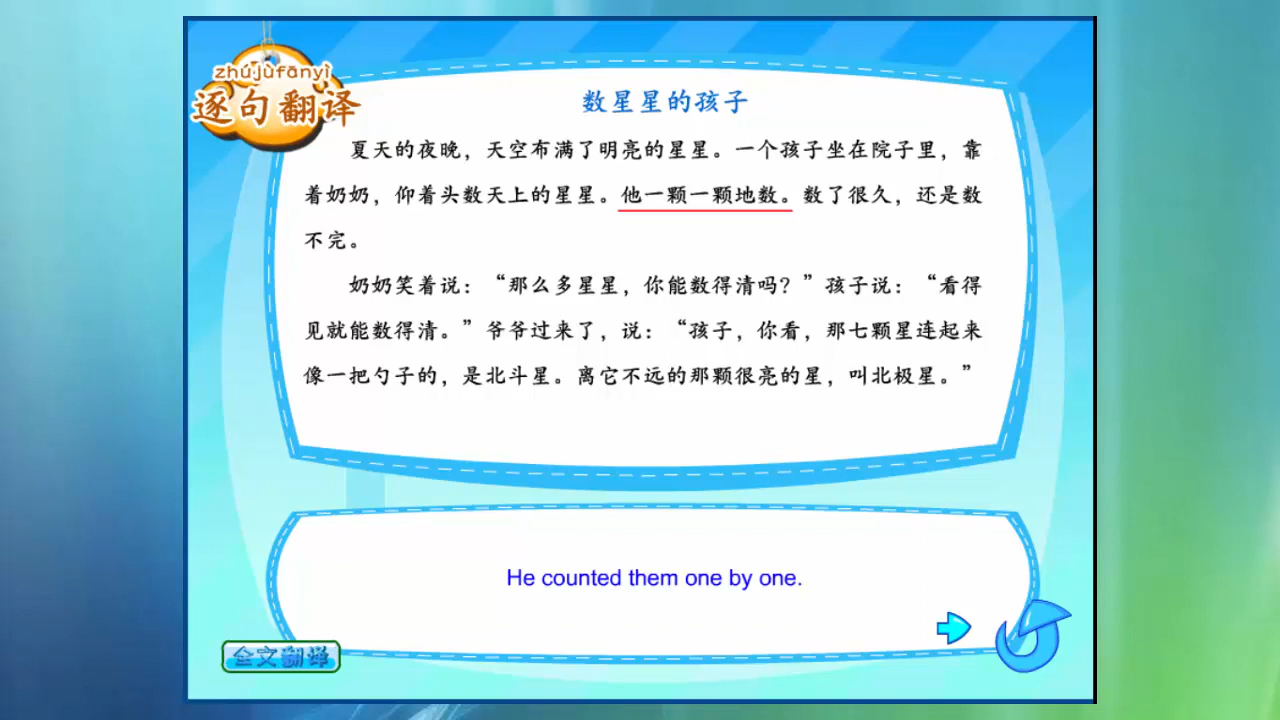 zhújùfānyì
逐句翻译
数星星的孩子
夏天的夜晚，天空布满了明亮的星星。一个孩子坐在院子里，靠
着奶奶，仰着头数天上的星星。他一颗一颗地数。数了很久，还是数
不完。
奶奶笑着说：“那么多星星，你能数得清吗？”孩子说：“看得
见就能数得清。”爷爷过来了，说：“孩子，你看，那七颗星连起来
像一把勺子的，是北斗星。离它不远的那颗很亮的星，叫北极星。”
He counted them one by one.
全文翻译